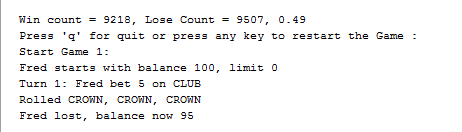 Win count = 9218, Lose Count = 9507, 0.49
Press 'q' for quit or press any key to restart the Game :
Start Game 1:
Fred starts with balance 100, limit 0
Turn 1: Fred bet 5 on CLUB
Rolled CROWN, CROWN, CROWN
Fred lost, balance now 95